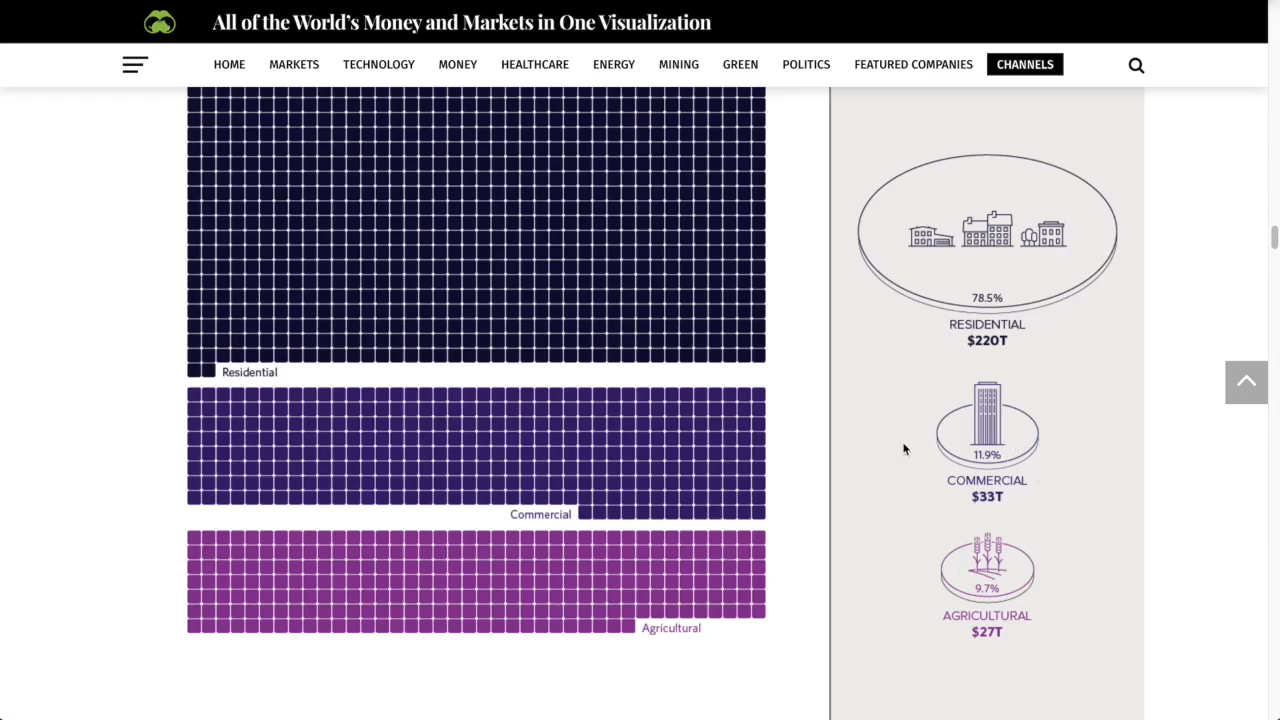 All of the World's Money and Markets in One Visualization
HOME MARKETS TECHNOLOGY MONEY HEALTHCARE ENERGY MINING GREEN POLITICS FEATURED COMPANIES CHANNELS
Residential
Commercial
Agricultural
78.5%
RESIDENTIAL
$220T
11.9%
COMMERCIAL
$33T
9.7%
AGRICULTURAL
$27T